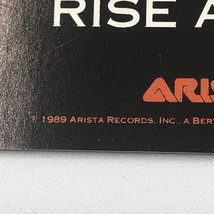 RISE A
ARIS
1989 ARISTA RECORDS, INC., A BERT